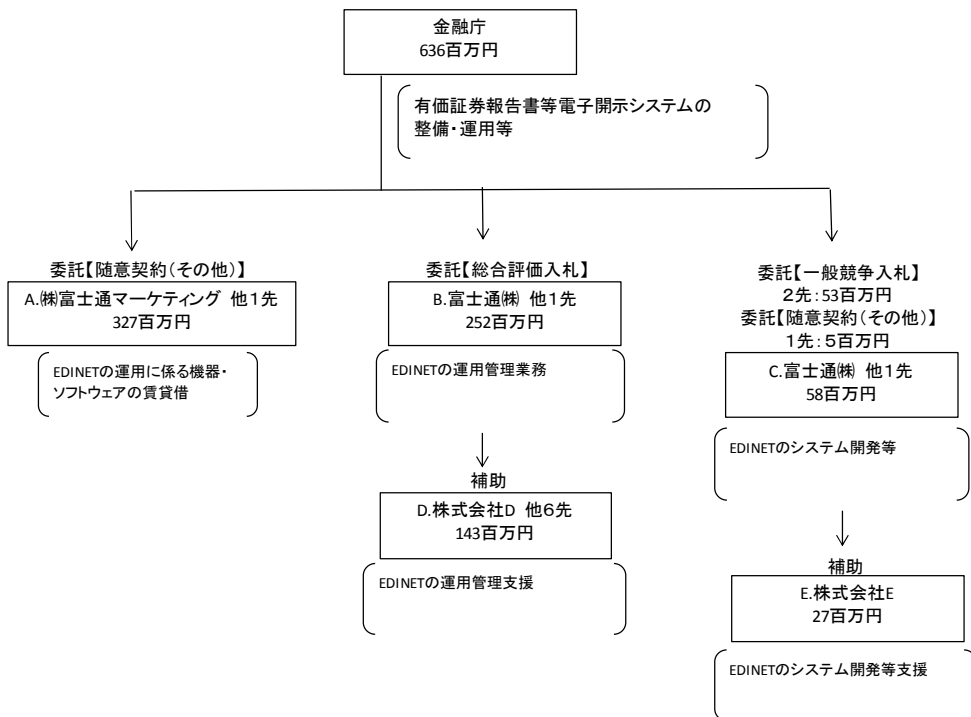 金融庁
636百万円
有価証券報告書等電子開示システムの
整備・運用等
委託【随意契約(その他)】
A.㈱富士通マーケティング 他1先
327百万円
EDINETの運用に係る機器・
ソフトウェアの賃貸借
委託【総合評価入札】
B.富士通㈱ 他1先
252百万円
EDINETの運用管理業務
補助
D.株式会社D 他6先
143百万円
EDINETの運用管理支援
委託【一般競争入札】
2先:53百万円
委託【随意契約(その他)】
1先:5百万円
C.富士通㈱ 他1先
58百万円
EDINETのシステム開発等
補助
E.株式会社E
27百万円
EDINETのシステム開発等支援